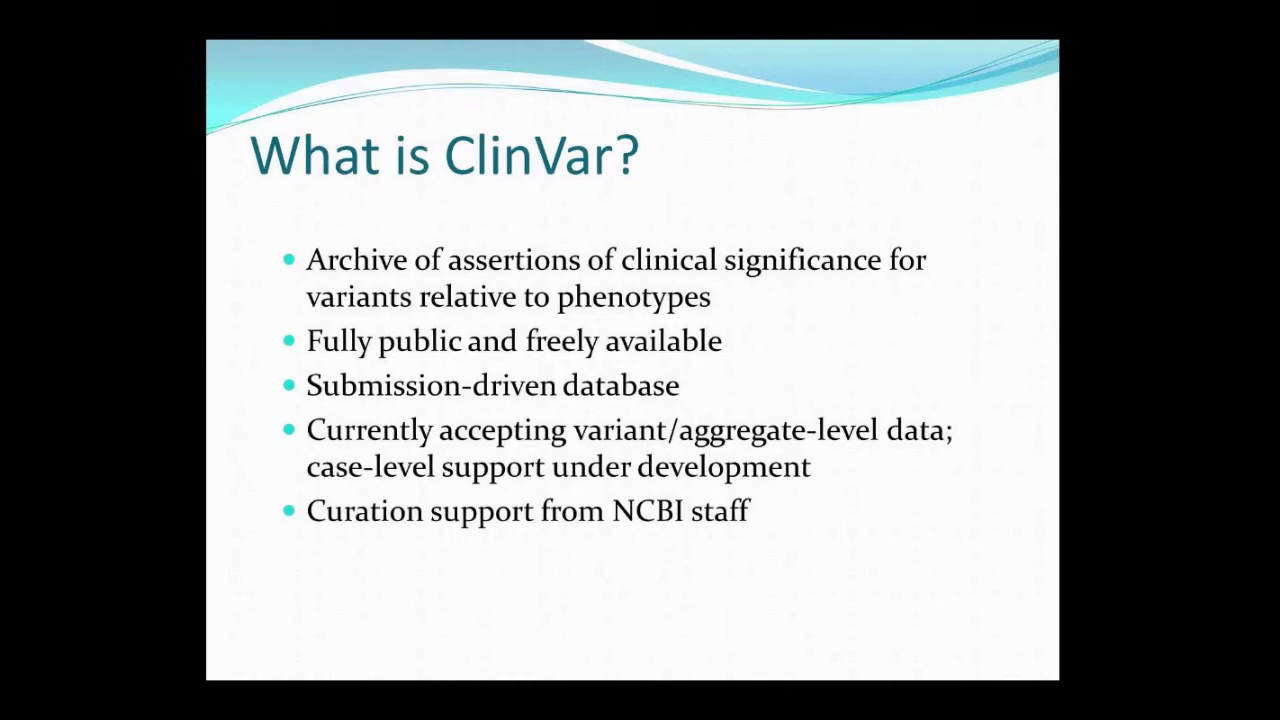 What is ClinVar?
Archive of assertions of clinical significance for
variants relative to phenotypes
Fully public and freely available
Submission-driven database
Currently accepting variant/aggregate-level data;
case-level support under development
Curation support from NCBI staff